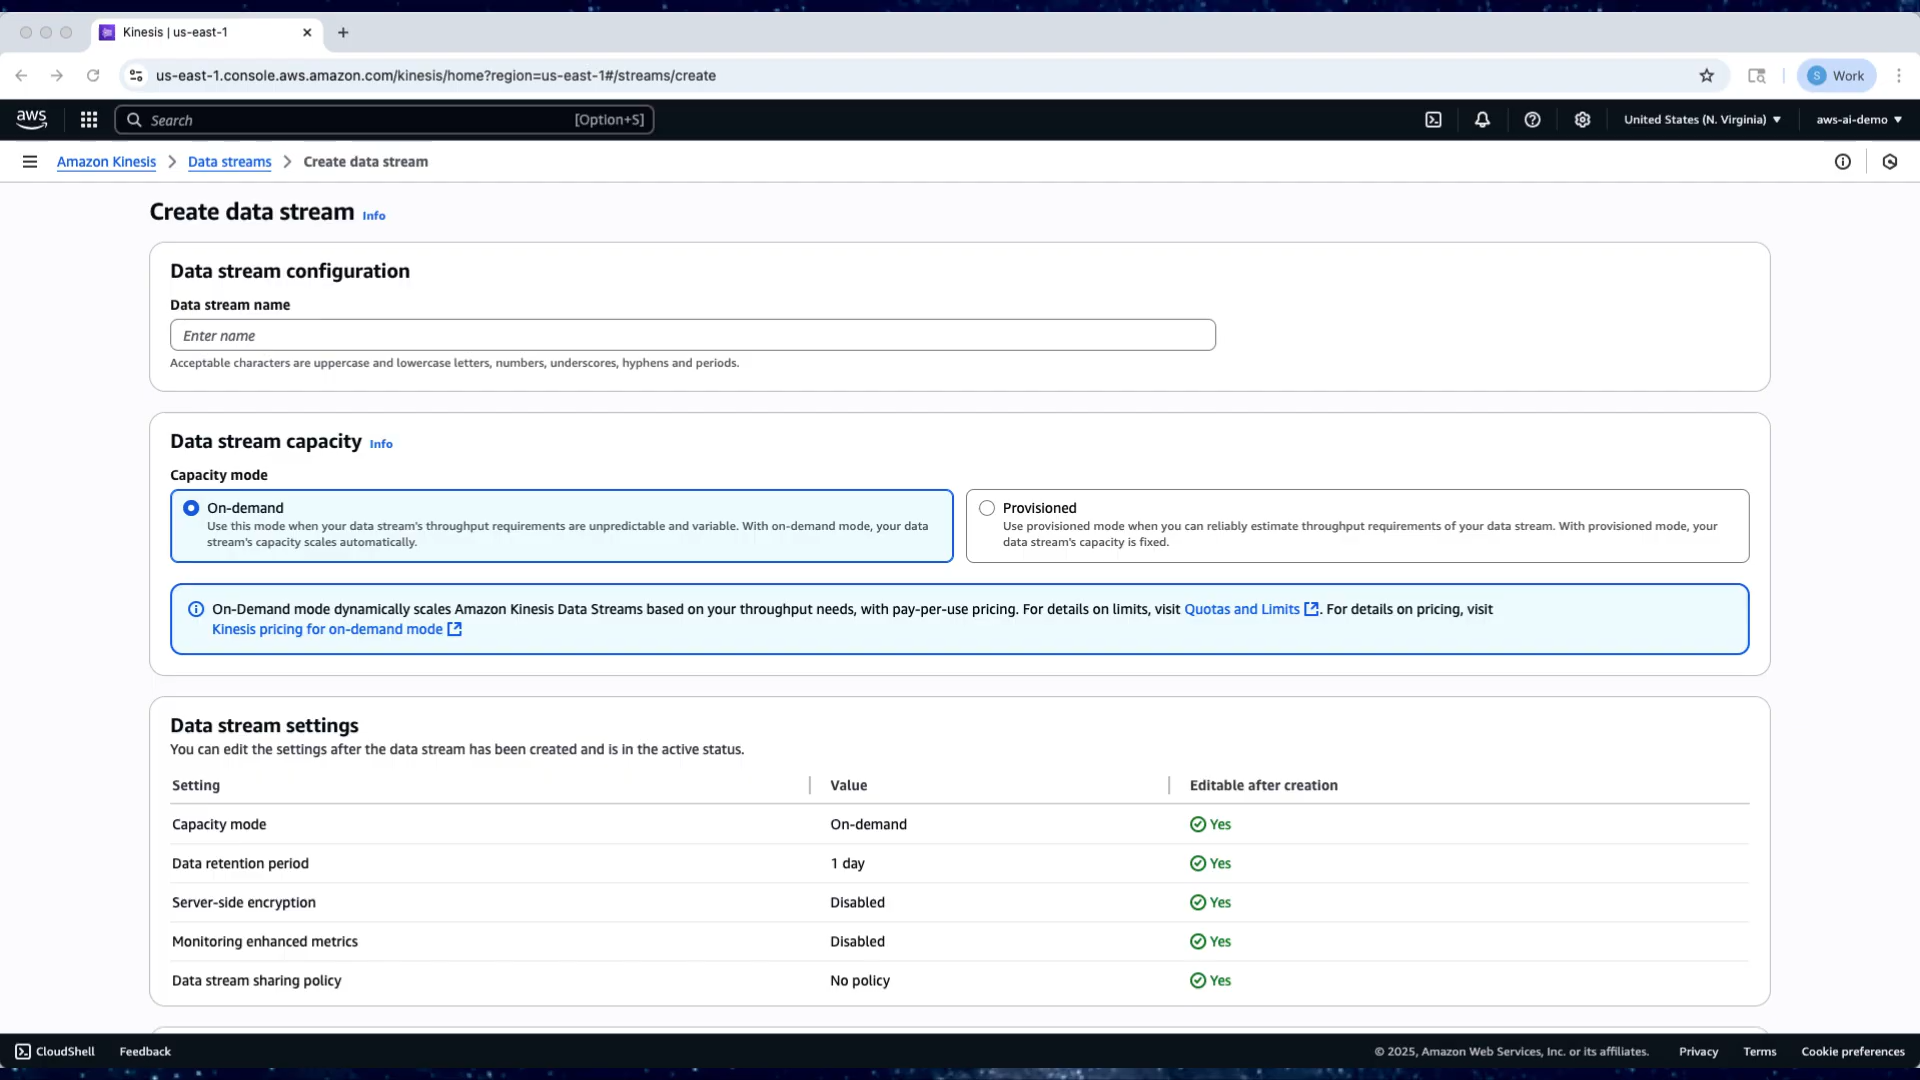 Kinesis | us-east-1
us-east-1.console.aws.amazon.com/kinesis/home?region=us-east-1#/streams/create
S Work
aws
Search [Option+S]
United States (N. Virginia)
aws-ai-demo
Amazon Kinesis > Data streams > Create data stream
Create data stream Info
Data stream configuration
Data stream name
Enter name
Acceptable characters are uppercase and lowercase letters, numbers, underscores, hyphens and periods.
Data stream capacity Info
Capacity mode
On-demand
Use this mode when your data stream's throughput requirements are unpredictable and variable. With on-demand mode, your data
stream's capacity scales automatically.
Provisioned
Use provisioned mode when you can reliably estimate throughput requirements of your data stream. With provisioned mode, your
data stream's capacity is fixed.
On-Demand mode dynamically scales Amazon Kinesis Data Streams based on your throughput needs, with pay-per-use pricing. For details on limits, visit Quotas and Limits. For details on pricing, visit
Kinesis pricing for on-demand mode
Data stream settings
You can edit the settings after the data stream has been created and is in the active status.
Setting Value Editable after creation
Capacity mode On-demand Yes
Data retention period 1 day Yes
Server-side encryption Disabled Yes
Monitoring enhanced metrics Disabled Yes
Data stream sharing policy No policy Yes
CloudShell Feedback © 2025, Amazon Web Services, Inc. or its affiliates. Privacy Terms Cookie preferences